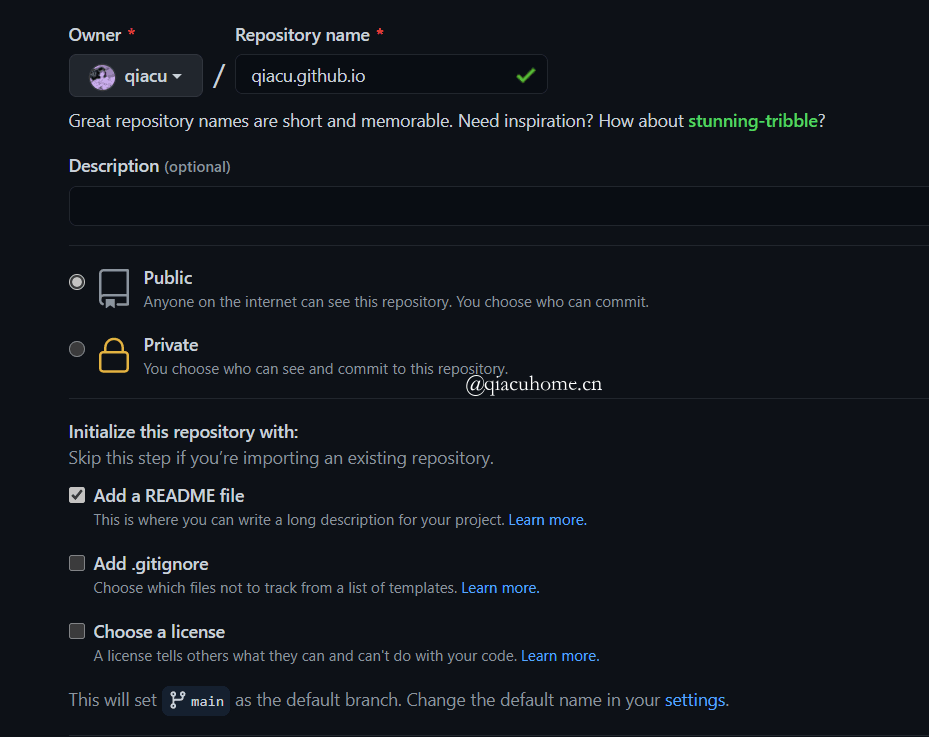 Owner * Repository name *
qiacu / qiacu.github.io
Great repository names are short and memorable. Need inspiration? How about stunning-tribble?
Description (optional)
Public
Anyone on the internet can see this repository. You choose who can commit.
Private
You choose who can see and commit to this repository.
@qiacuhome.cn
Initialize this repository with:
Skip this step if you’re importing an existing repository.
Add a README file
This is where you can write a long description for your project. Learn more.
Add .gitignore
Choose which files not to track from a list of templates. Learn more.
Choose a license
A license tells others what they can and can't do with your code. Learn more.
This will set main as the default branch. Change the default name in your settings.